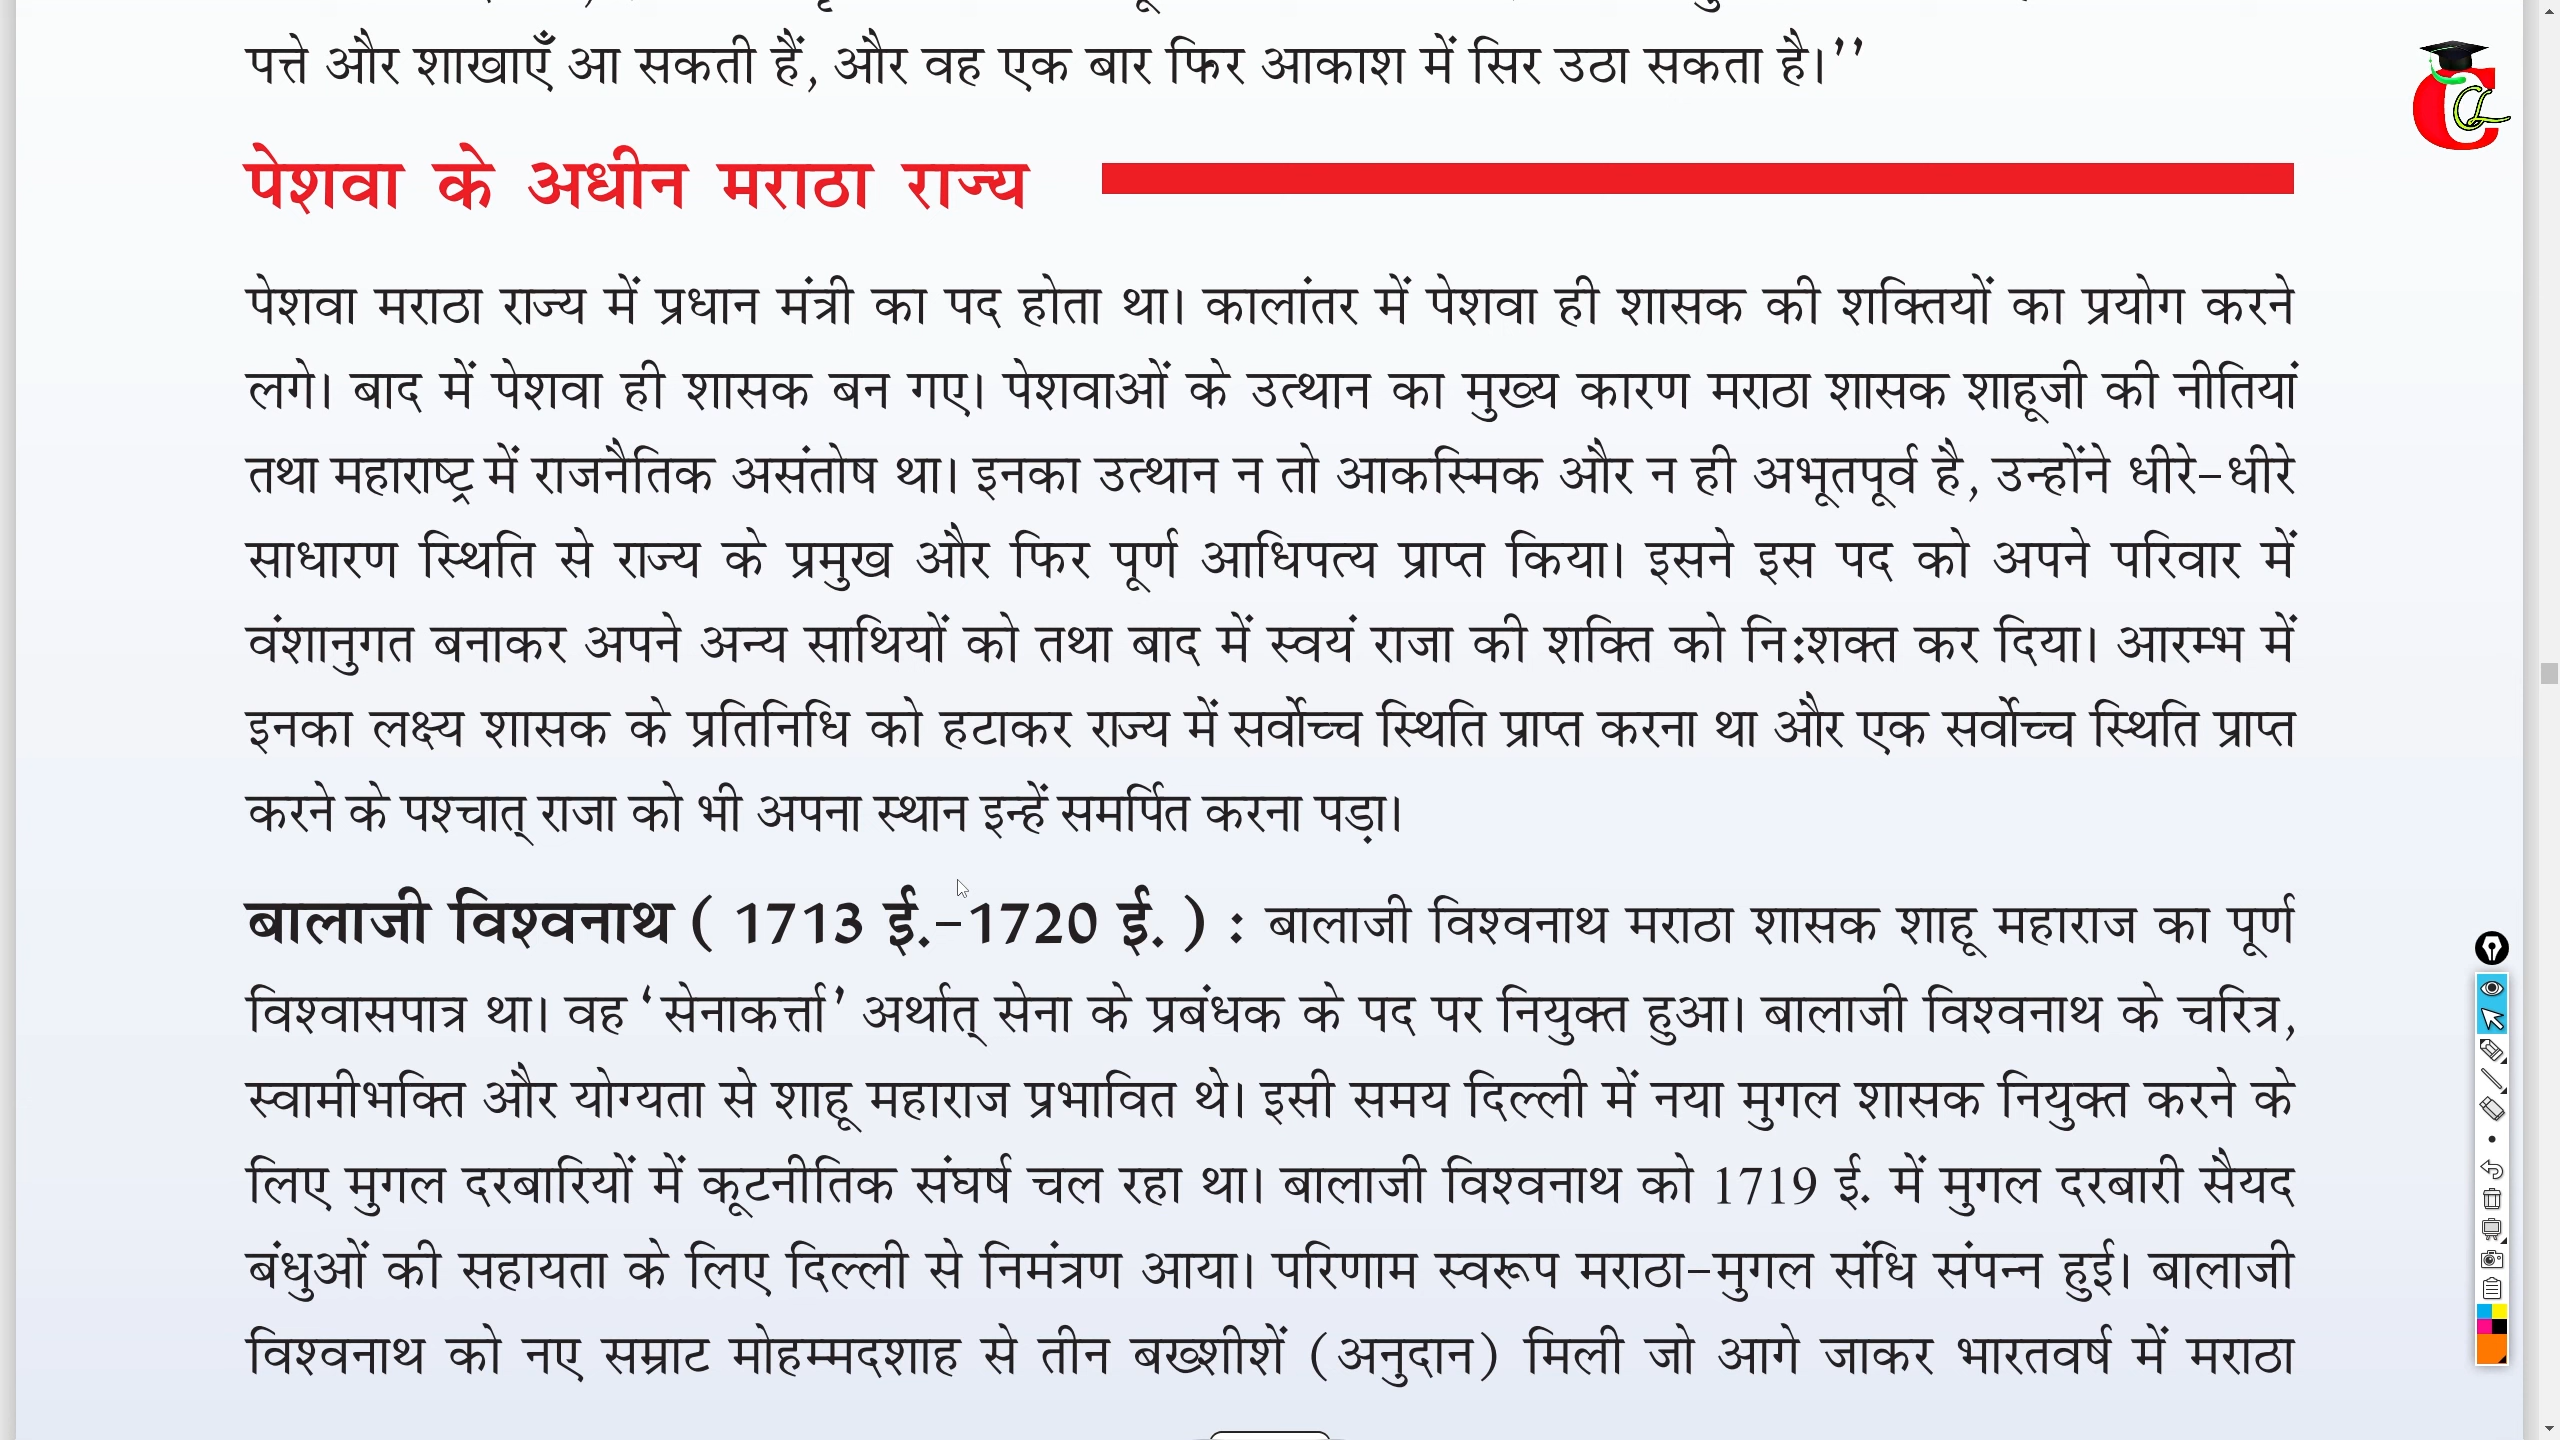 पत्ते और शाखाएँ आ सकती हैं, और वह एक बार फिर आकाश में सिर उठा सकता है।’’
पेशवा के अधीन मराठा राज्य
पेशवा मराठा राज्य में प्रधान मंत्री का पद होता था। कालांतर में पेशवा ही शासक की शक्तियों का प्रयोग करने
लगे। बाद में पेशवा ही शासक बन गए। पेशवाओं के उत्थान का मुख्य कारण मराठा शासक शाहूजी की नीतियां
तथा महाराष्ट्र में राजनैतिक असंतोष था। इनका उत्थान न तो आकस्मिक और न ही अभूतपूर्व है, उन्होंने धीरे-धीरे
साधारण स्थिति से राज्य के प्रमुख और फिर पूर्ण आधिपत्य प्राप्त किया। इसने इस पद को अपने परिवार में
वंशानुगत बनाकर अपने अन्य साथियों को तथा बाद में स्वयं राजा की शक्ति को नि:शक्त कर दिया। आरम्भ में
इनका लक्ष्य शासक के प्रतिनिधि को हटाकर राज्य में सर्वोच्च स्थिति प्राप्त करना था और एक सर्वोच्च स्थिति प्राप्त
करने के पश्चात् राजा को भी अपना स्थान इन्हें समर्पित करना पड़ा।
बालाजी विश्वनाथ ( 1713 ई.-1720 ई. ) : बालाजी विश्वनाथ मराठा शासक शाहू महाराज का पूर्ण
विश्वासपात्र था। वह ‘सेनाकर्त्ता’ अर्थात् सेना के प्रबंधक के पद पर नियुक्त हुआ। बालाजी विश्वनाथ के चरित्र,
स्वामीभक्ति और योग्यता से शाहू महाराज प्रभावित थे। इसी समय दिल्ली में नया मुगल शासक नियुक्त करने के
लिए मुगल दरबारियों में कूटनीतिक संघर्ष चल रहा था। बालाजी विश्वनाथ को 1719 ई. में मुगल दरबारी सैयद
बंधुओं की सहायता के लिए दिल्ली से निमंत्रण आया। परिणाम स्वरूप मराठा-मुगल संधि संपन्न हुई। बालाजी
विश्वनाथ को नए सम्राट मोहम्मदशाह से तीन बख्शीशें (अनुदान) मिली जो आगे जाकर भारतवर्ष में मराठा